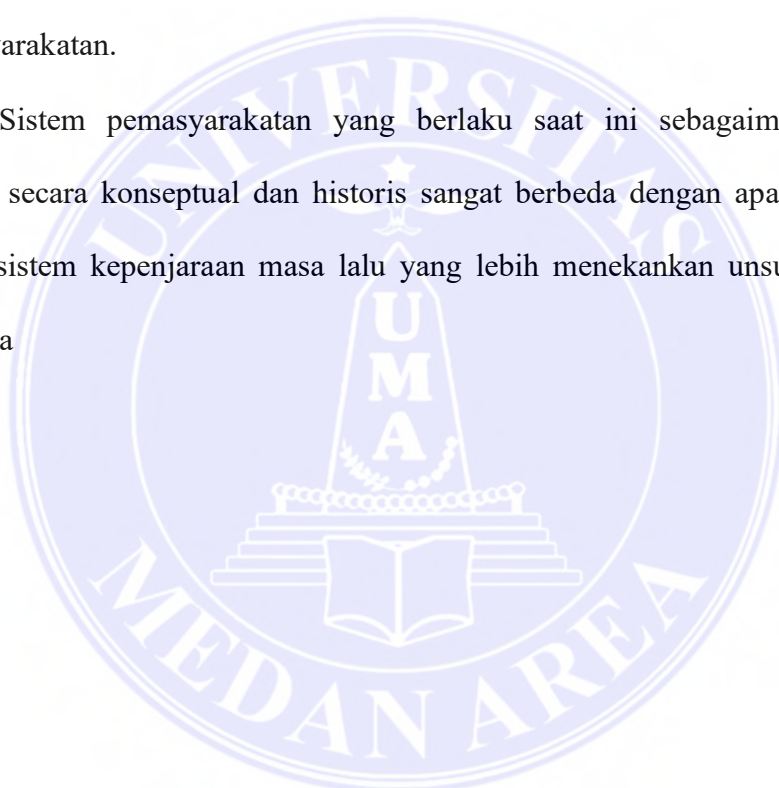 yarakatan.
Sistem pemasyarakatan yang berlaku saat ini sebagaim
secara konseptual dan historis sangat berbeda dengan apa
sistem kepenjaraan masa lalu yang lebih menekankan unsu
a
UNIVERSITAS
U
M
A
MEDAN AREA